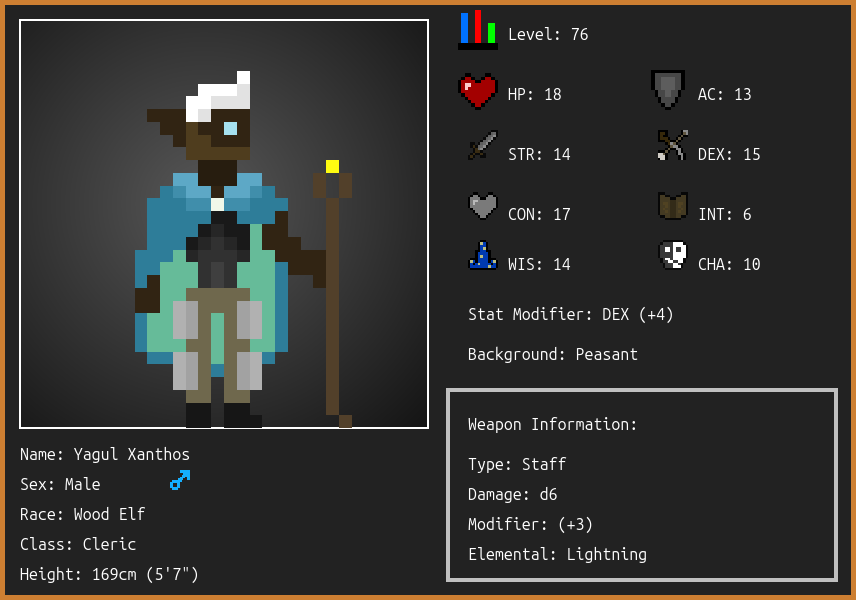 Level: 76
HP: 18
AC: 13
STR: 14
DEX: 15
CON: 17
INT: 6
WIS: 14
CHA: 10
Stat Modifier: DEX (+4)
Background: Peasant
Weapon Information:
Type: Staff
Damage: d6
Modifier: (+3)
Elemental: Lightning
Name: Yagul Xanthos
Sex: Male
Race: Wood Elf
Class: Cleric
Height: 169cm (5'7")